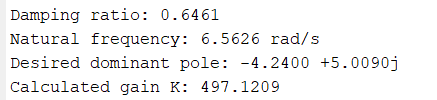 Damping ratio: 0.6461
Natural frequency: 6.5626 rad/s
Desired dominant pole: -4.2400 +5.0090j
Calculated gain K: 497.1209